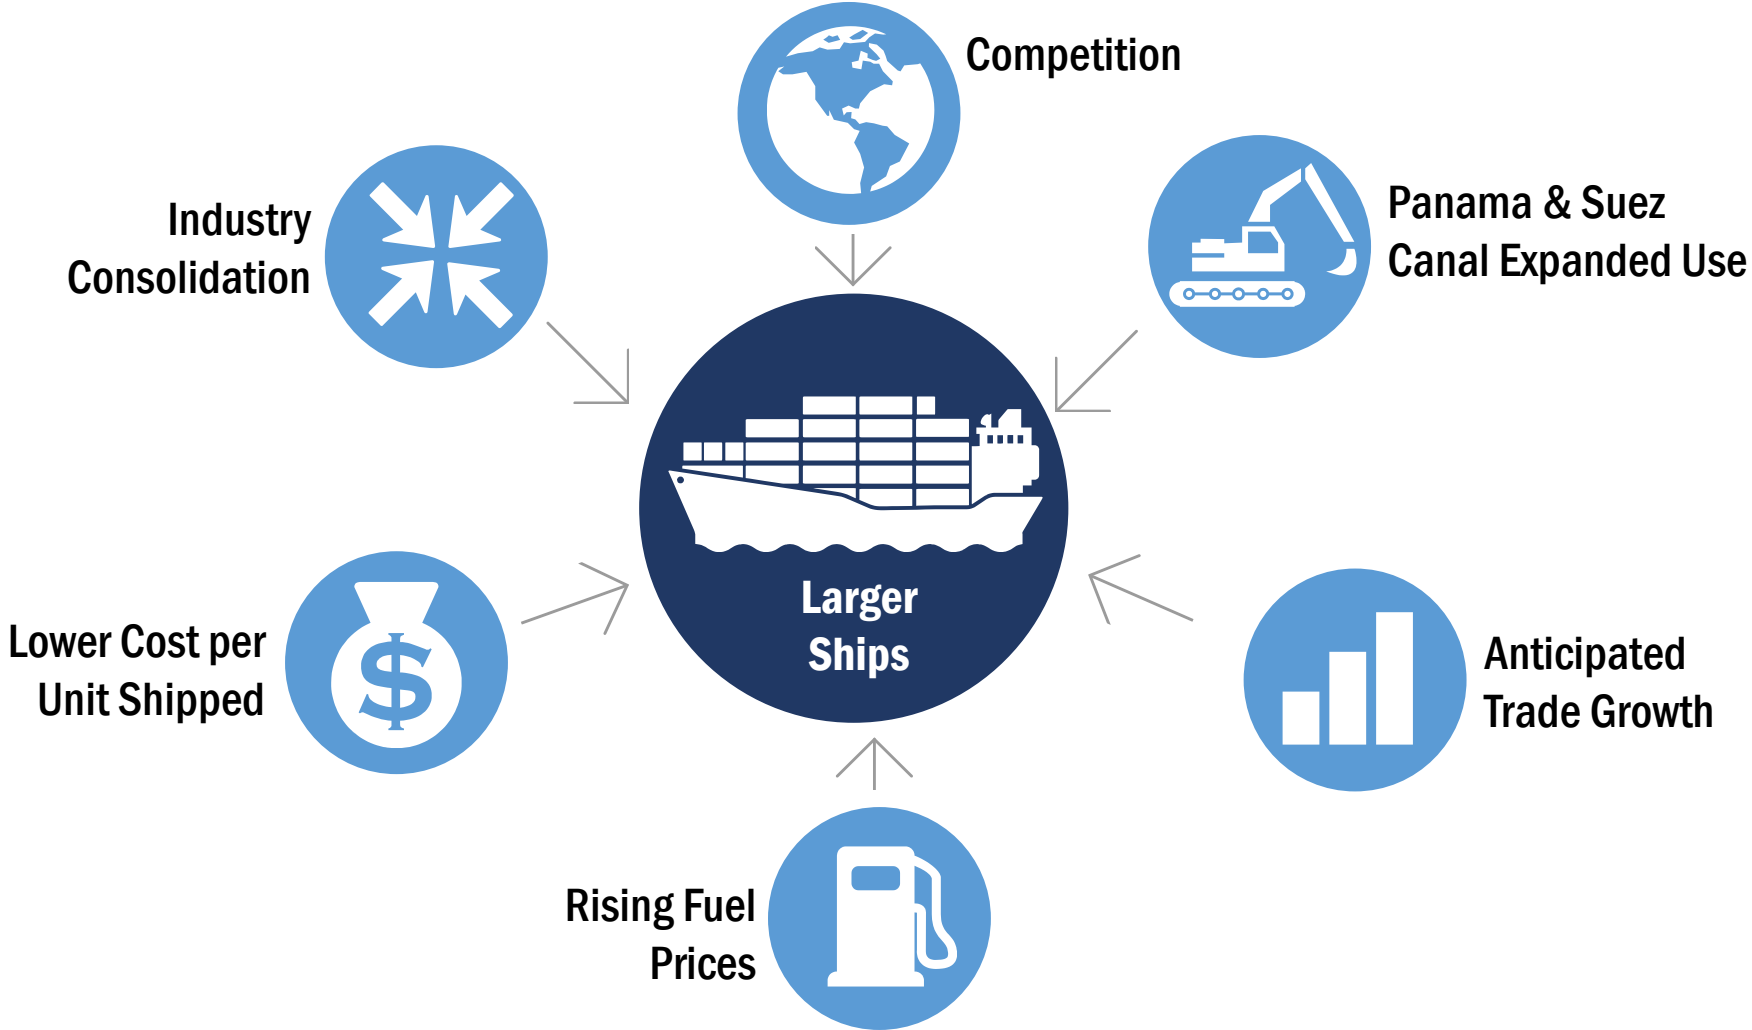 Competition
Industry
Consolidation
Panama & Suez
Canal Expanded Use
Larger
Ships
Lower Cost per
Unit Shipped
$
Anticipated
Trade Growth
Rising Fuel
Prices